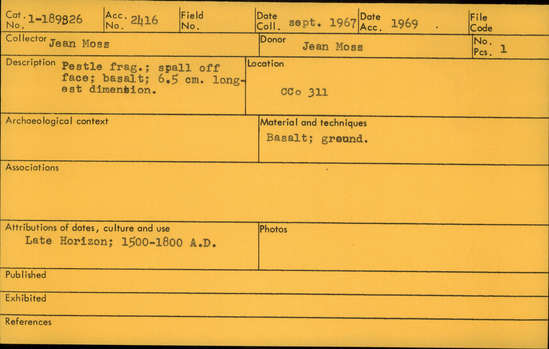 Cat. No. 1-189826 Acc. No. 2416 Field No. Date Coll. sept. 1967 Date Acc. 1969 File Code
Collector Jean Moss Donor Jean Moss No. Pcs. 1
Description Pestle frag.; spall off
face; basalt; 6.5 cm. long-
est dimension.
Location
CCo 311
Archaeological context
Material and techniques
Basalt; ground.
Associations
Attributions of dates, culture and use
Late Horizon; 1500-1800 A.D.
Photos
Published
Exhibited
References